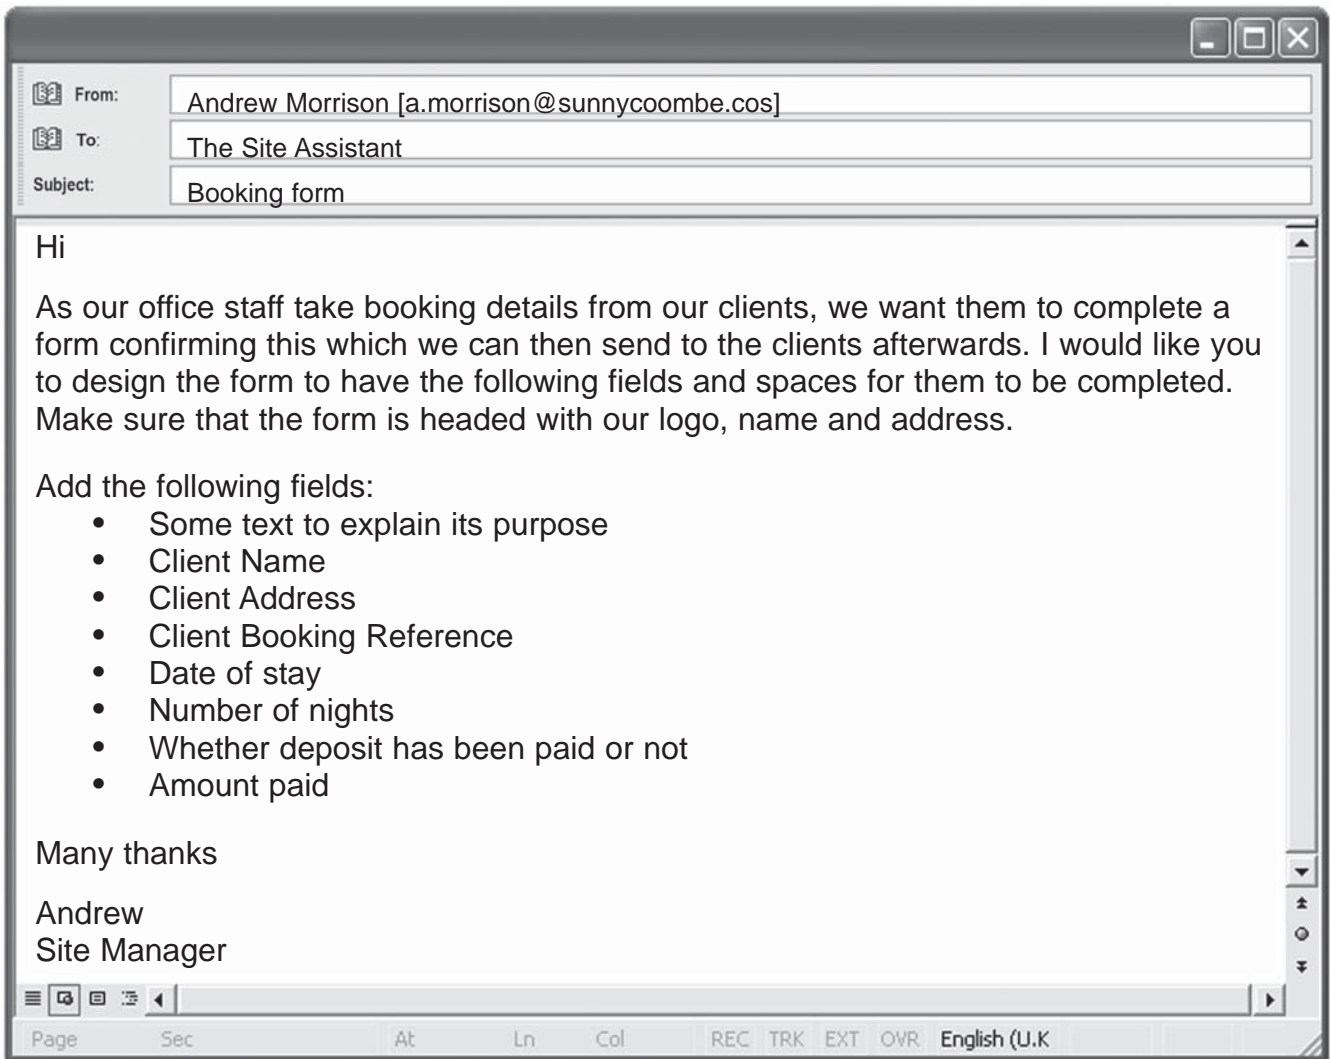 From:
Andrew Morrison [a.morrison@sunnycoombe.cos]
To:
The Site Assistant
Subject:
Booking form
Hi
As our office staff take booking details from our clients, we want them to complete a
form confirming this which we can then send to the clients afterwards. I would like you
to design the form to have the following fields and spaces for them to be completed.
Make sure that the form is headed with our logo, name and address.
Add the following fields:
• Some text to explain its purpose
• Client Name
• Client Address
• Client Booking Reference
• Date of stay
• Number of nights
• Whether deposit has been paid or not
• Amount paid
Many thanks
Andrew
Site Manager
Page Sec At Ln Col REC TRK EXT OVR English (U.K